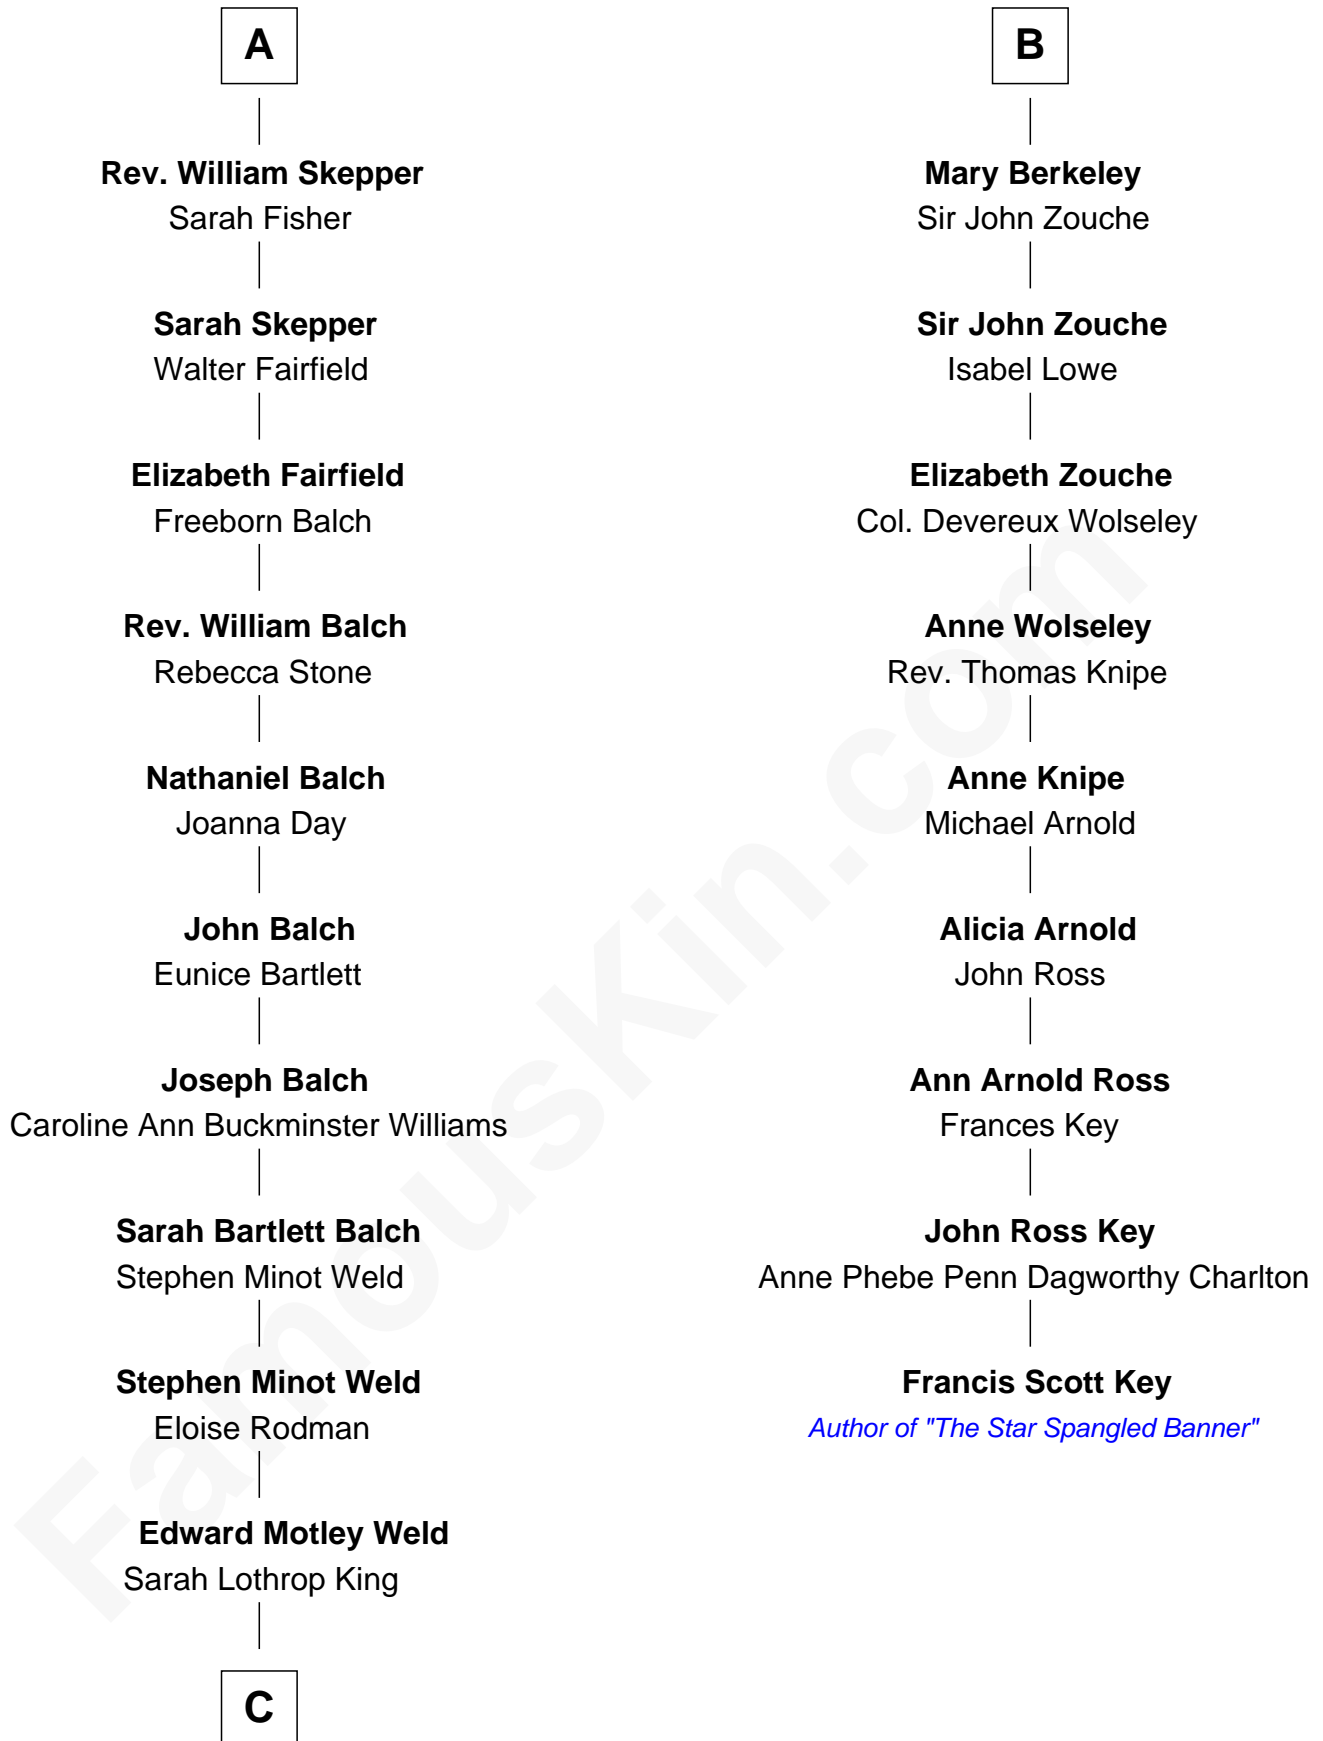 A
Rev. William Skepper
Sarah Fisher
Sarah Skepper
Walter Fairfield
Elizabeth Fairfield
Freeborn Balch
Rev. William Balch
Rebecca Stone
Nathaniel Balch
Joanna Day
John Balch
Eunice Bartlett
Joseph Balch
Caroline Ann Buckminster Williams
Sarah Bartlett Balch
Stephen Minot Weld
Stephen Minot Weld
Eloise Rodman
Edward Motley Weld
Sarah Lothrop King
C
B
Mary Berkeley
Sir John Zouche
Sir John Zouche
Isabel Lowe
Elizabeth Zouche
Col. Devereux Wolseley
Anne Wolseley
Rev. Thomas Knipe
Anne Knipe
Michael Arnold
Alicia Arnold
John Ross
Ann Arnold Ross
Frances Key
John Ross Key
Anne Phebe Penn Dagworthy Charlton
Francis Scott Key
Author of "The Star Spangled Banner"
FamousKin.com